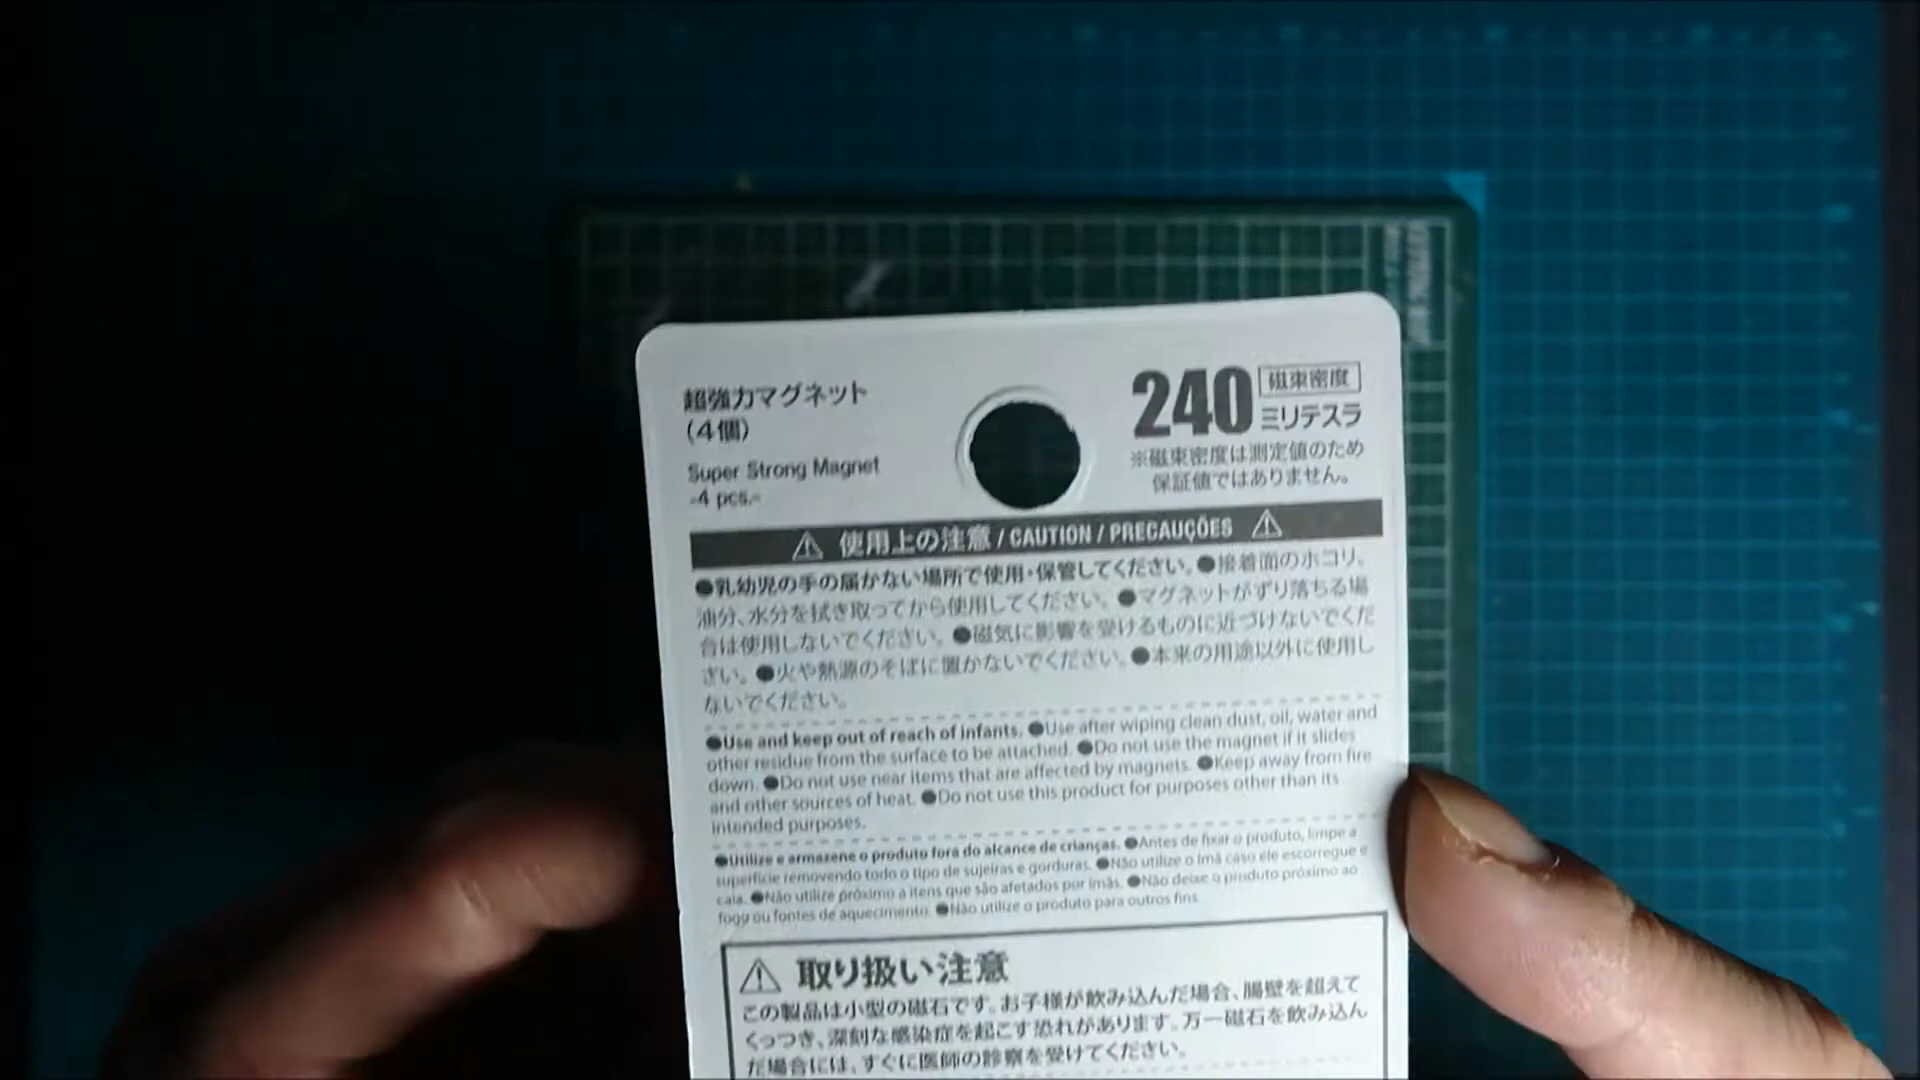 超強力マグネット
(4個)
Super Strong Magnet
-4 pcs.-
240 磁束密度
ミリテスラ
※磁束密度は測定値のため
保証値ではありません。
⚠ 使用上の注意 / CAUTION / PRECAUÇÕES ⚠
●乳幼児の手の届かない場所で使用・保管してください。●接着面のホコリ、
油分、水分を拭き取ってから使用してください。●マグネットがずり落ちる場
合は使用しないでください。●磁気に影響を受けるものに近づけないでくだ
さい。●火や熱源のそばに置かないでください。●本来の用途以外に使用し
ないでください。
●Use and keep out of reach of infants. ●Use after wiping clean dust, oil, water and
other residue from the surface to be attached. ●Do not use the magnet if it slides
down. ●Do not use near items that are affected by magnets. ●Keep away from fire
and other sources of heat. ●Do not use this product for purposes other than its
intended purposes.
●Utilize e armazene o produto fora do alcance de crianças. ●Antes de fixar o produto, limpe a
superfície removendo todo o tipo de sujeiras e gorduras. ●Não utilize o ímã caso ele escorregue e
caia. ●Não utilize próximo a itens que são afetados por imãs. ●Não deixe o produto próximo ao
fogo ou fontes de aquecimento. ●Não utilize o produto para outros fins.
⚠ 取り扱い注意
この製品は小型の磁石です。お子様が飲み込んだ場合、腸壁を超えて
くっつき、深刻な感染症を起こす恐れがあります。万一磁石を飲み込ん
だ場合には、すぐに医師の診察を受けてください。